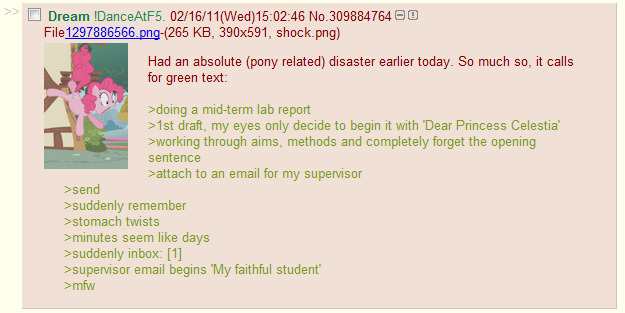 >> Dream !DanceAtF5. 02/16/11(Wed)15:02:46 No.309884764
File1297886566.png-(265 KB, 390x591, shock.png)
Had an absolute (pony related) disaster earlier today. So much so, it calls
for green text:
>doing a mid-term lab report
>1st draft, my eyes only decide to begin it with 'Dear Princess Celestia'
>working through aims, methods and completely forget the opening
sentence
>attach to an email for my supervisor
>send
>suddenly remember
>stomach twists
>minutes seem like days
>suddenly inbox: [1]
>supervisor email begins 'My faithful student'
>mfw